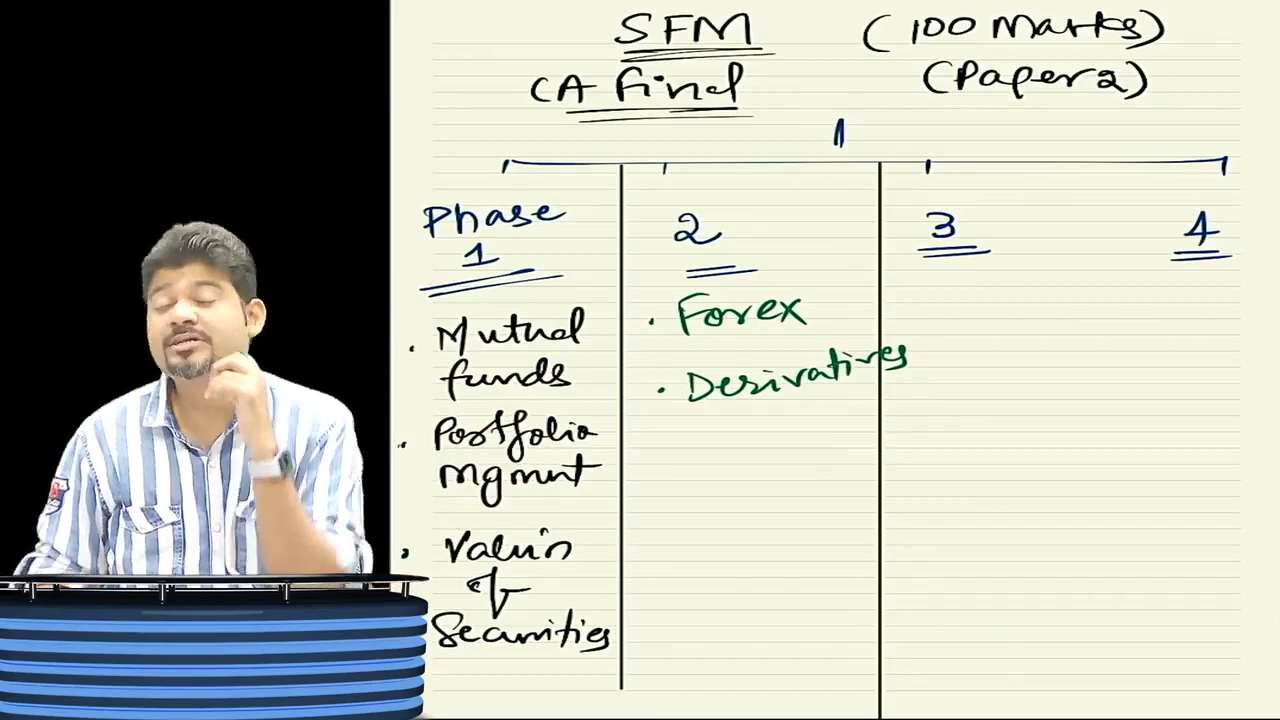 SFM (100 Marks)
CA Final (Paper 2)
Phase 1
2
3
4
. Mutual
funds
. Portfolio
Mgmnt
. Valu'n
of
Securities
. Forex
. Derivatives